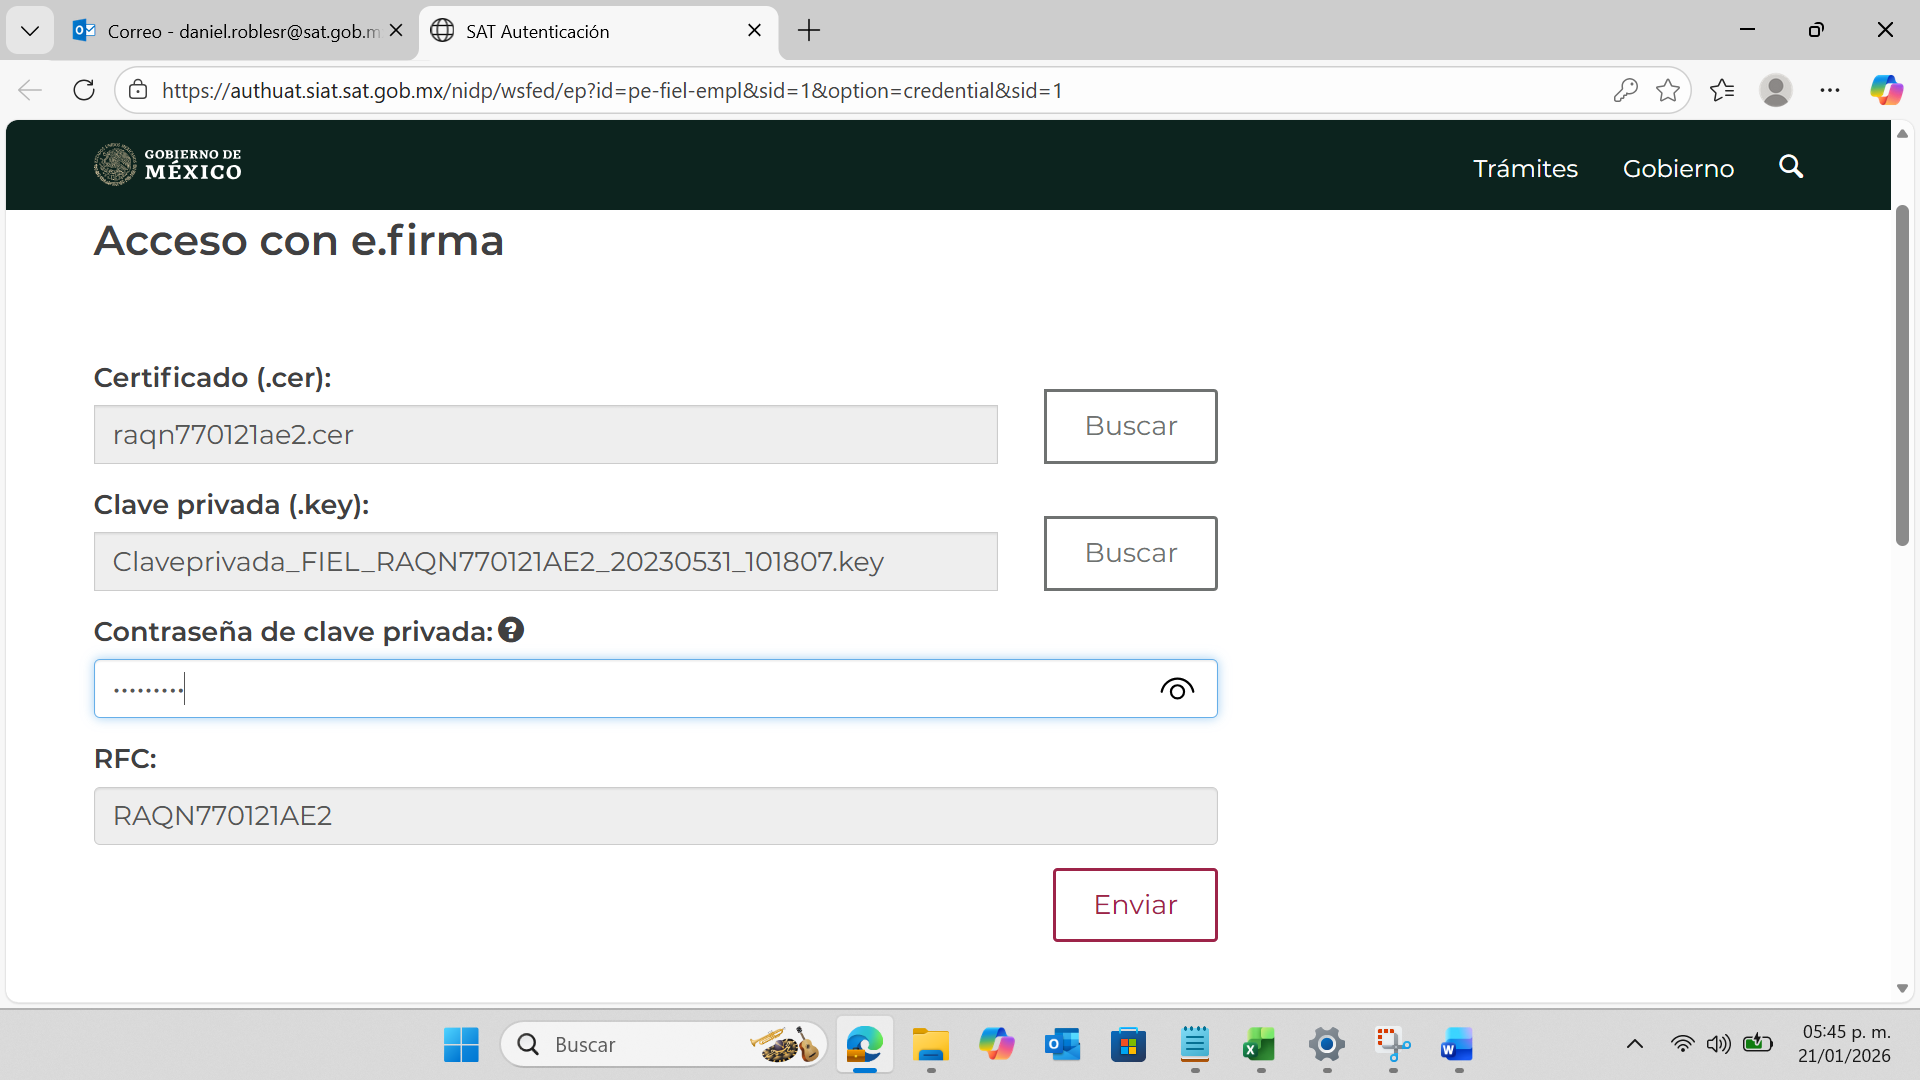 Correo - daniel.roblesr@sat.gob.m
SAT Autenticación
https://authuat.siat.sat.gob.mx/nidp/wsfed/ep?id=pe-fiel-empl&sid=1&option=credential&sid=1
GOBIERNO DE
MÉXICO
Trámites
Gobierno
Acceso con e.firma
Certificado (.cer):
raqn770121ae2.cer
Buscar
Clave privada (.key):
Claveprivada_FIEL_RAQN770121AE2_20230531_101807.key
Buscar
Contraseña de clave privada:
•••••••••
RFC:
RAQN770121AE2
Enviar
Buscar
05:45 p. m.
21/01/2026